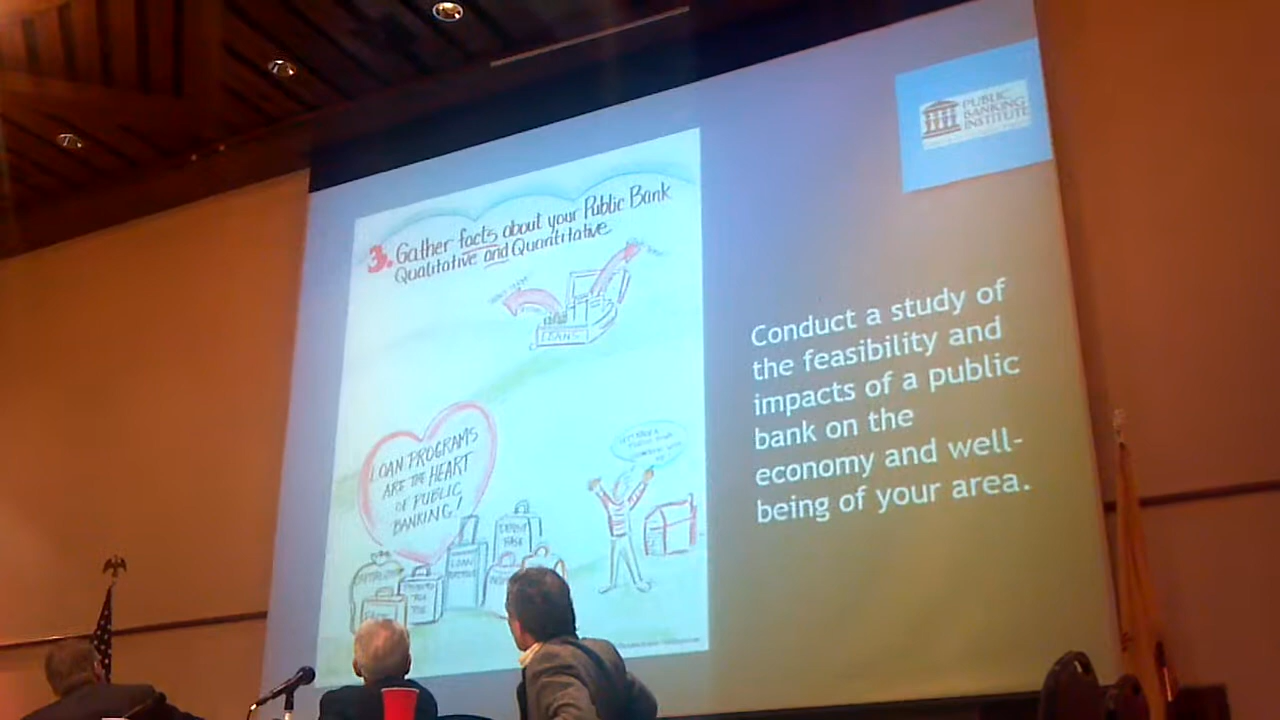 PUBLIC
BANKING
INSTITUTE
3. Gather facts about your Public Bank
Qualitative and Quantitative
LOANS
LOAN PROGRAMS
ARE THE HEART
OF PUBLIC
BANKING!
LOAN
Conduct a study of
the feasibility and
impacts of a public
bank on the
economy and well-
being of your area.